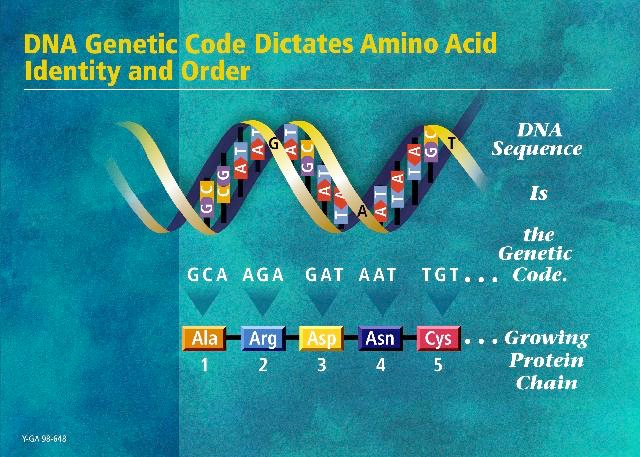 DNA Genetic Code Dictates Amino Acid
Identity and Order
DNA
Sequence
Is
the
Genetic
Code.
GCA AGA GAT AAT TGT...
Ala Arg Asp Asn Cys
1 2 3 4 5
... Growing
Protein
Chain
Y-GA 98-648